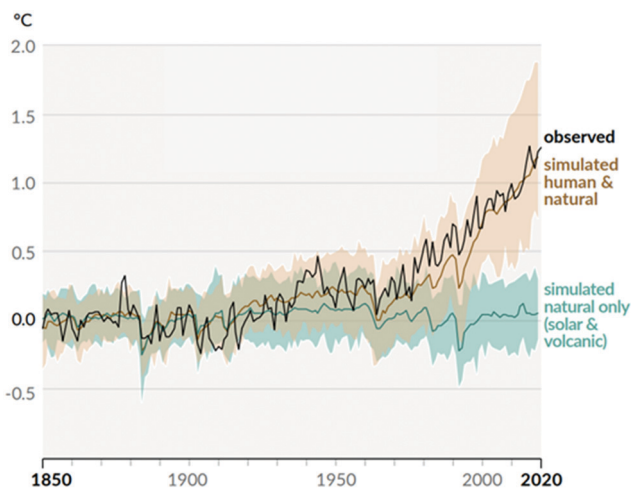 °C
2.0
1.5
1.0
0.5
0.0
-0.5
observed
simulated
human &
natural
simulated
natural only
(solar &
volcanic)
1850 1900 1950 2000 2020